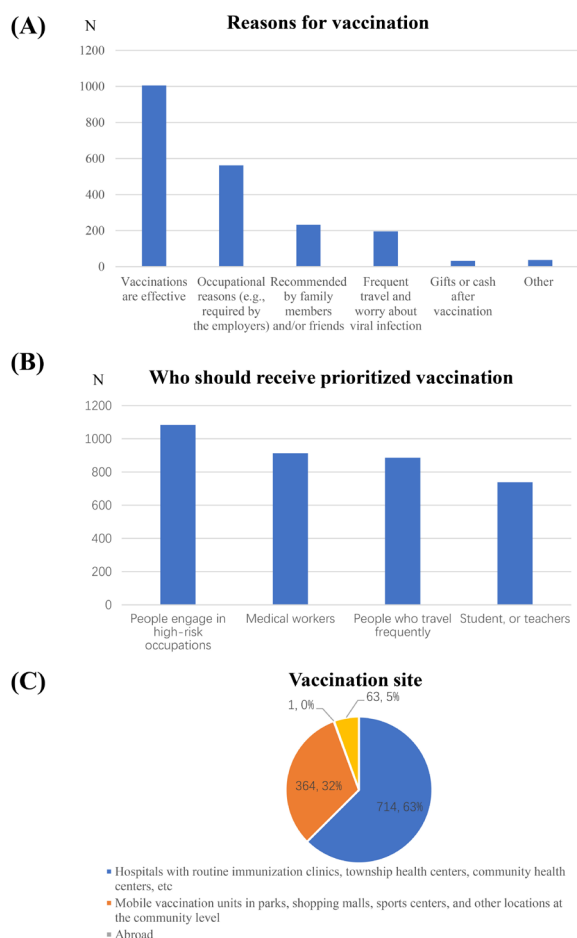 (A)
N
Reasons for vaccination
1200
1000
800
600
400
200
0
Vaccinations
are effective
Occupational
reasons (e.g.,
required by
the employers)
Recommended
by family
members
and/or friends
Frequent
travel and
worry about
viral infection
Gifts or cash
after
vaccination
Other
(B)
N
Who should receive prioritized vaccination
1200
1000
800
600
400
200
0
People engage in
high-risk
occupations
Medical workers
People who travel
frequently
Student, or teachers
(C)
Vaccination site
1, 0%
63, 5%
364, 32%
714, 63%
Hospitals with routine immunization clinics, township health centers, community health
centers, etc
Mobile vaccination units in parks, shopping malls, sports centers, and other locations at
the community level
Abroad